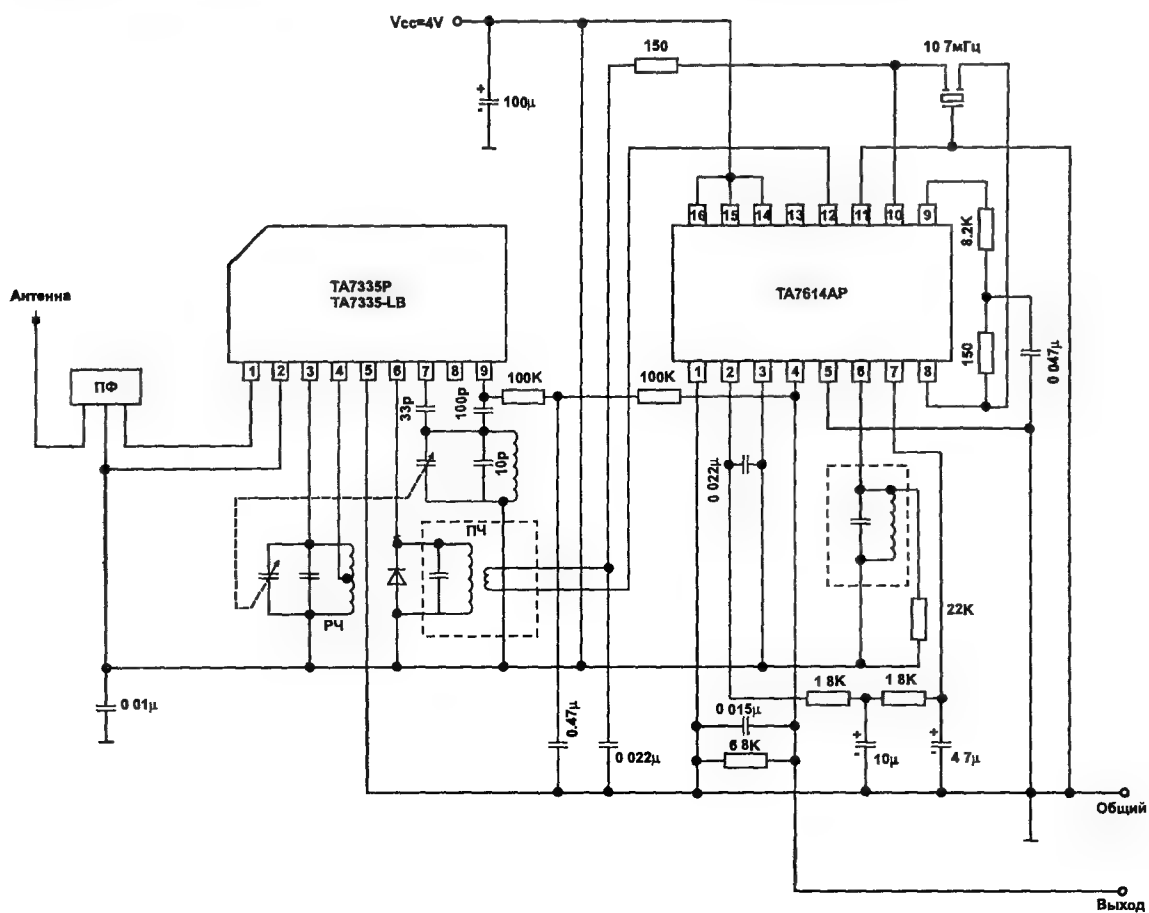 Vcc=4V
150
10 7мГц
+
-
100μ
16 15 14 13 12 11 10 9
8.2K
TA7335P
TA7335-LB
TA7614AP
Антенна
150
0 047μ
1 2 3 4 5 6 7 8 9
1 2 3 4 5 6 7 8
ПФ
100K
100K
33p
100p
10p
0 022μ
ПЧ
РЧ
22K
1 8K
1 8K
0 01μ
0 015μ
0.47μ
+
-
+
-
0 022μ
6 8K
10μ
4 7μ
Общий
Выход